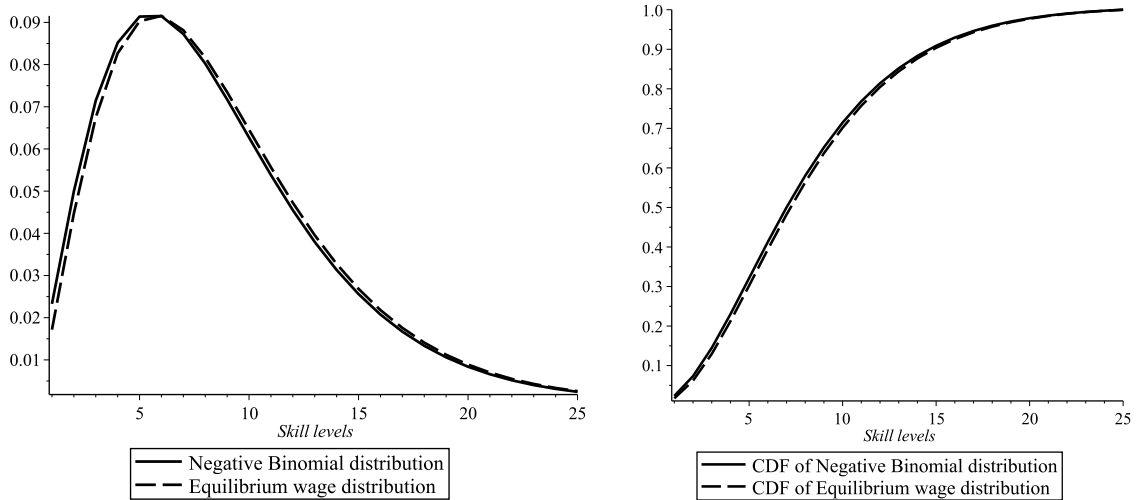 0.09
0.08
0.07
0.06
0.05
0.04
0.03
0.02
0.01
5 10 15 20 25
Skill levels
Negative Binomial distribution
Equilibrium wage distribution
1.0
0.9
0.8
0.7
0.6
0.5
0.4
0.3
0.2
0.1
5 10 15 20 25
Skill levels
CDF of Negative Binomial distribution
CDF of Equilibrium wage distribution